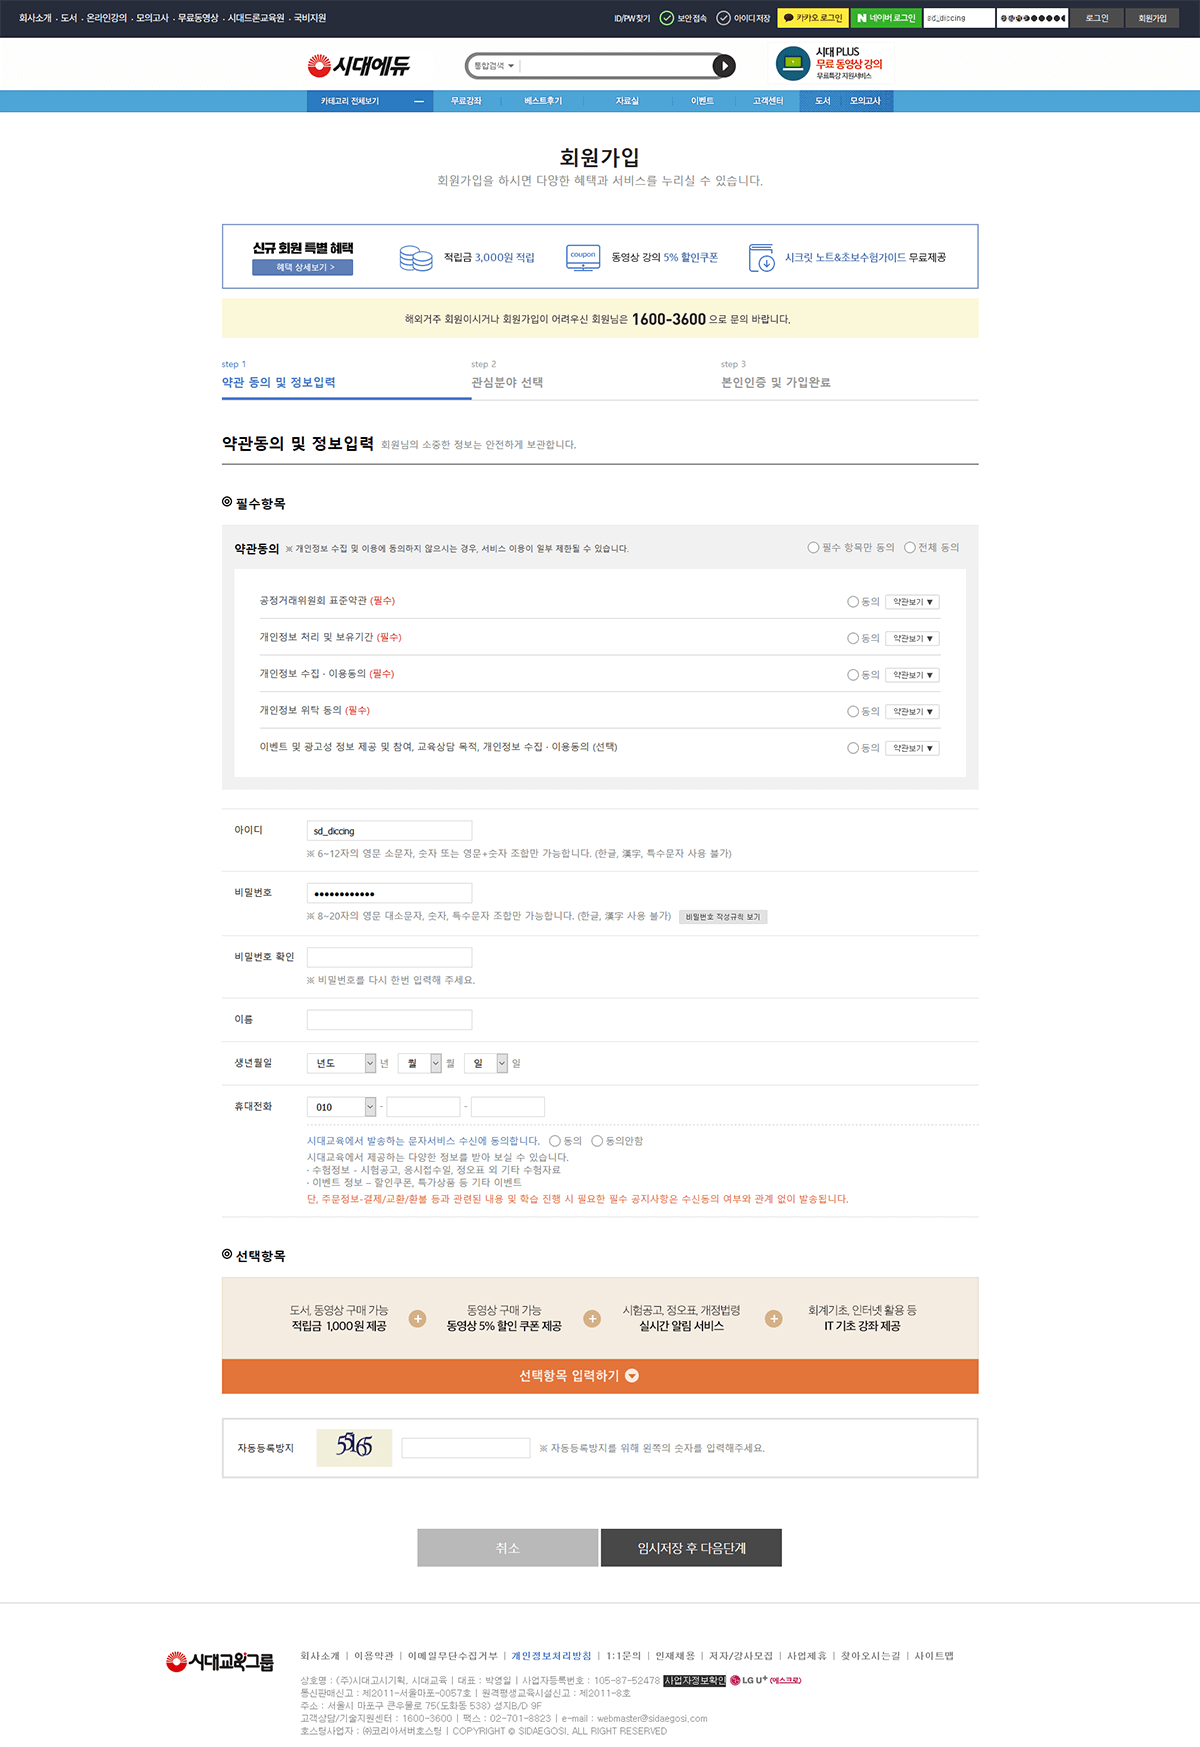 회사소개 · 도서 · 온라인강의 · 모의고사 · 무료동영상 · 시대드론교육원 · 국비지원
ID/PW찾기 보안접속 아이디저장 카카오 로그인 N 네이버 로그인 sd_diccing 로그인 회원가입
시대에듀 통합검색 시대 PLUS
무료 동영상 강의
무료특강 지원서비스
카테고리 전체보기 무료강좌 베스트후기 자료실 이벤트 고객센터 도서 모의고사
회원가입
회원가입을 하시면 다양한 혜택과 서비스를 누리실 수 있습니다.
신규 회원 특별 혜택
혜택 상세보기 >
적립금 3,000원 적립
coupon 동영상 강의 5% 할인쿠폰
시크릿 노트&초보수험가이드 무료제공
해외거주 회원이시거나 회원가입이 어려우신 회원님은 1600-3600 으로 문의 바랍니다.
step 1 step 2 step 3
약관 동의 및 정보입력 관심분야 선택 본인인증 및 가입완료
약관동의 및 정보입력 회원님의 소중한 정보는 안전하게 보관합니다.
◎ 필수항목
약관동의 ※ 개인정보 수집 및 이용에 동의하지 않으시는 경우, 서비스 이용이 일부 제한될 수 있습니다. 필수 항목만 동의 전체 동의
공정거래위원회 표준약관 (필수) 동의 약관보기 ▼
개인정보 처리 및 보유기간 (필수) 동의 약관보기 ▼
개인정보 수집 · 이용동의 (필수) 동의 약관보기 ▼
개인정보 위탁 동의 (필수) 동의 약관보기 ▼
이벤트 및 광고성 정보 제공 및 참여, 교육상담 목적, 개인정보 수집 · 이용동의 (선택) 동의 약관보기 ▼
아이디 sd_diccing
※ 6~12자의 영문 소문자, 숫자 또는 영문+숫자 조합만 가능합니다. (한글, 漢字, 특수문자 사용 불가)
비밀번호 ●●●●●●●●●●●●
※ 8~20자의 영문 대소문자, 숫자, 특수문자 조합만 가능합니다. (한글, 漢字 사용 불가) 비밀번호 작성규칙 보기
비밀번호 확인
※ 비밀번호를 다시 한번 입력해 주세요.
이름
생년월일 년도 년 월 월 일 일
휴대전화 010 - -
시대교육에서 발송하는 문자서비스 수신에 동의합니다. 동의 동의안함
시대교육에서 제공하는 다양한 정보를 받아 보실 수 있습니다.
· 수험정보 - 시험공고, 응시접수일, 정오표 외 기타 수험자료
· 이벤트 정보 – 할인쿠폰, 특가상품 등 기타 이벤트
단, 주문정보-결제/교환/환불 등과 관련된 내용 및 학습 진행 시 필요한 필수 공지사항은 수신동의 여부와 관계 없이 발송됩니다.
◎ 선택항목
도서, 동영상 구매 가능 동영상 구매 가능 시험공고, 정오표, 개정법령 회계기초, 인터넷 활용 등
적립금 1,000원 제공 + 동영상 5% 할인 쿠폰 제공 + 실시간 알림 서비스 + IT 기초 강좌 제공
선택항목 입력하기
자동등록방지 55165 ※ 자동등록방지를 위해 왼쪽의 숫자를 입력해주세요.
취소 임시저장 후 다음단계
시대교육그룹
회사소개 | 이용약관 | 이메일무단수집거부 | 개인정보처리방침 | 1:1문의 | 인재채용 | 저자/강사모집 | 사업제휴 | 찾아오시는길 | 사이트맵
상호명 : (주)시대고시기획, 시대교육 | 대표 : 박영일 | 사업자등록번호 : 105-87-52478 사업자정보확인 LG U+ (에스크로)
통신판매신고 : 제2011-서울마포-0057호 | 원격평생교육시설신고 : 제2011-8호
주소 : 서울시 마포구 큰우물로 75(도화동 538) 성지B/D 9F
고객상담/기술지원센터 : 1600-3600 | 팩스 : 02-701-8823 | e-mail : webmaster@sidaegosi.com
호스팅사업자 : ㈜코리아서버호스팅 | COPYRIGHT © SIDAEGOSI. ALL RIGHT RESERVED